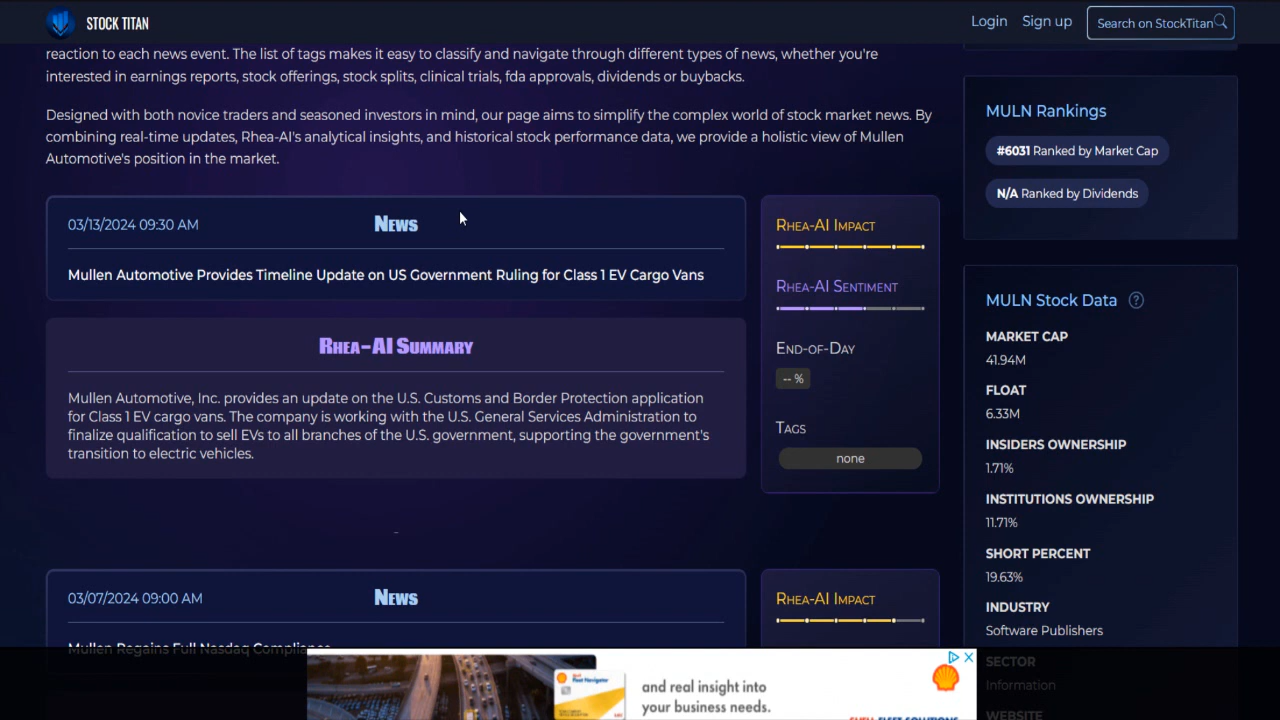 STOCK TITAN
Login
Sign up
Search on StockTitan
reaction to each news event. The list of tags makes it easy to classify and navigate through different types of news, whether you're
interested in earnings reports, stock offerings, stock splits, clinical trials, fda approvals, dividends or buybacks.
Designed with both novice traders and seasoned investors in mind, our page aims to simplify the complex world of stock market news. By
combining real-time updates, Rhea-AI's analytical insights, and historical stock performance data, we provide a holistic view of Mullen
Automotive's position in the market.
03/13/2024 09:30 AM
News
Mullen Automotive Provides Timeline Update on US Government Ruling for Class 1 EV Cargo Vans
Rhea-AI Summary
Mullen Automotive, Inc. provides an update on the U.S. Customs and Border Protection application
for Class 1 EV cargo vans. The company is working with the U.S. General Services Administration to
finalize qualification to sell EVs to all branches of the U.S. government, supporting the government's
transition to electric vehicles.
Rhea-AI Impact
Rhea-AI Sentiment
End-of-Day
-- %
Tags
none
03/07/2024 09:00 AM
News
Mullen Regains Full Nasdaq Compliance
Rhea-AI Impact
MULN Rankings
#6031 Ranked by Market Cap
N/A Ranked by Dividends
MULN Stock Data
MARKET CAP
41.94M
FLOAT
6.33M
INSIDERS OWNERSHIP
1.71%
INSTITUTIONS OWNERSHIP
11.71%
SHORT PERCENT
19.63%
INDUSTRY
Software Publishers
SECTOR
Information
WEBSITE
and real insight into
your business needs.